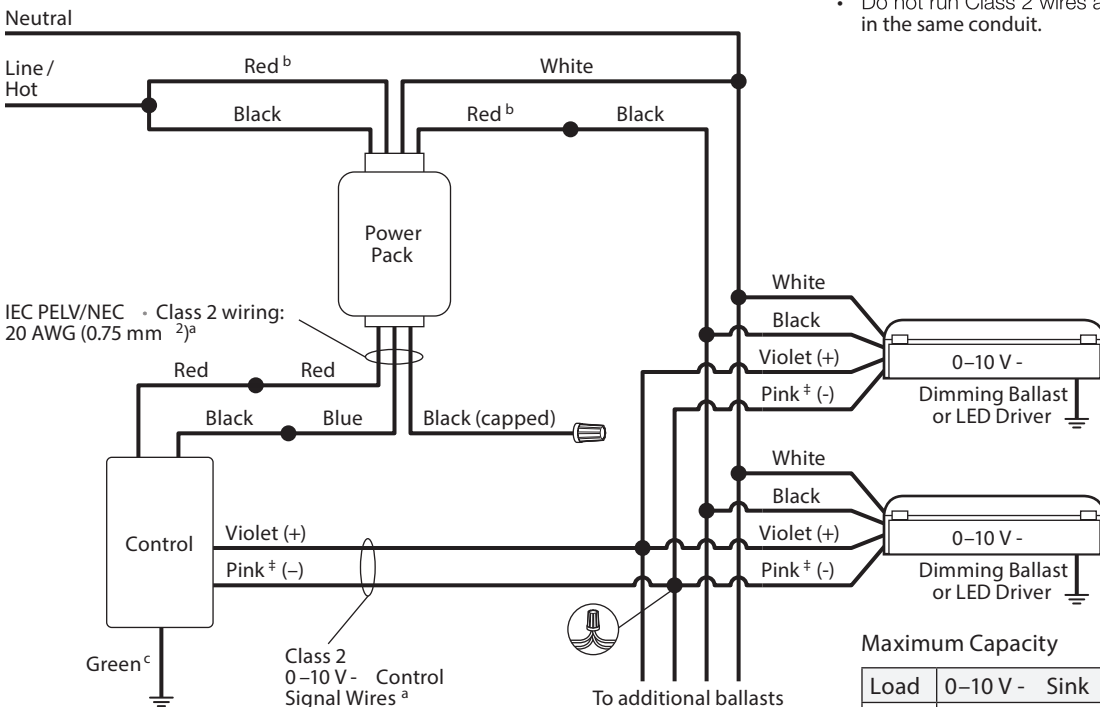 • Do not run Class 2 wires a
in the same conduit.
Neutral
Line /
Hot
Red b
White
Black
Red b
Black
Power
Pack
IEC PELV/NEC • Class 2 wiring:
20 AWG (0.75 mm 2)a
Red
Red
Black
Blue
Black (capped)
White
Black
Violet (+)
Pink ‡ (-)
0–10 V -
Dimming Ballast
or LED Driver
White
Black
Violet (+)
Pink ‡ (-)
0–10 V -
Dimming Ballast
or LED Driver
Control
Violet (+)
Pink ‡ (–)
Green c
Class 2
0 –10 V - Control
Signal Wires a
To additional ballasts
Maximum Capacity
Load 0–10 V - Sink